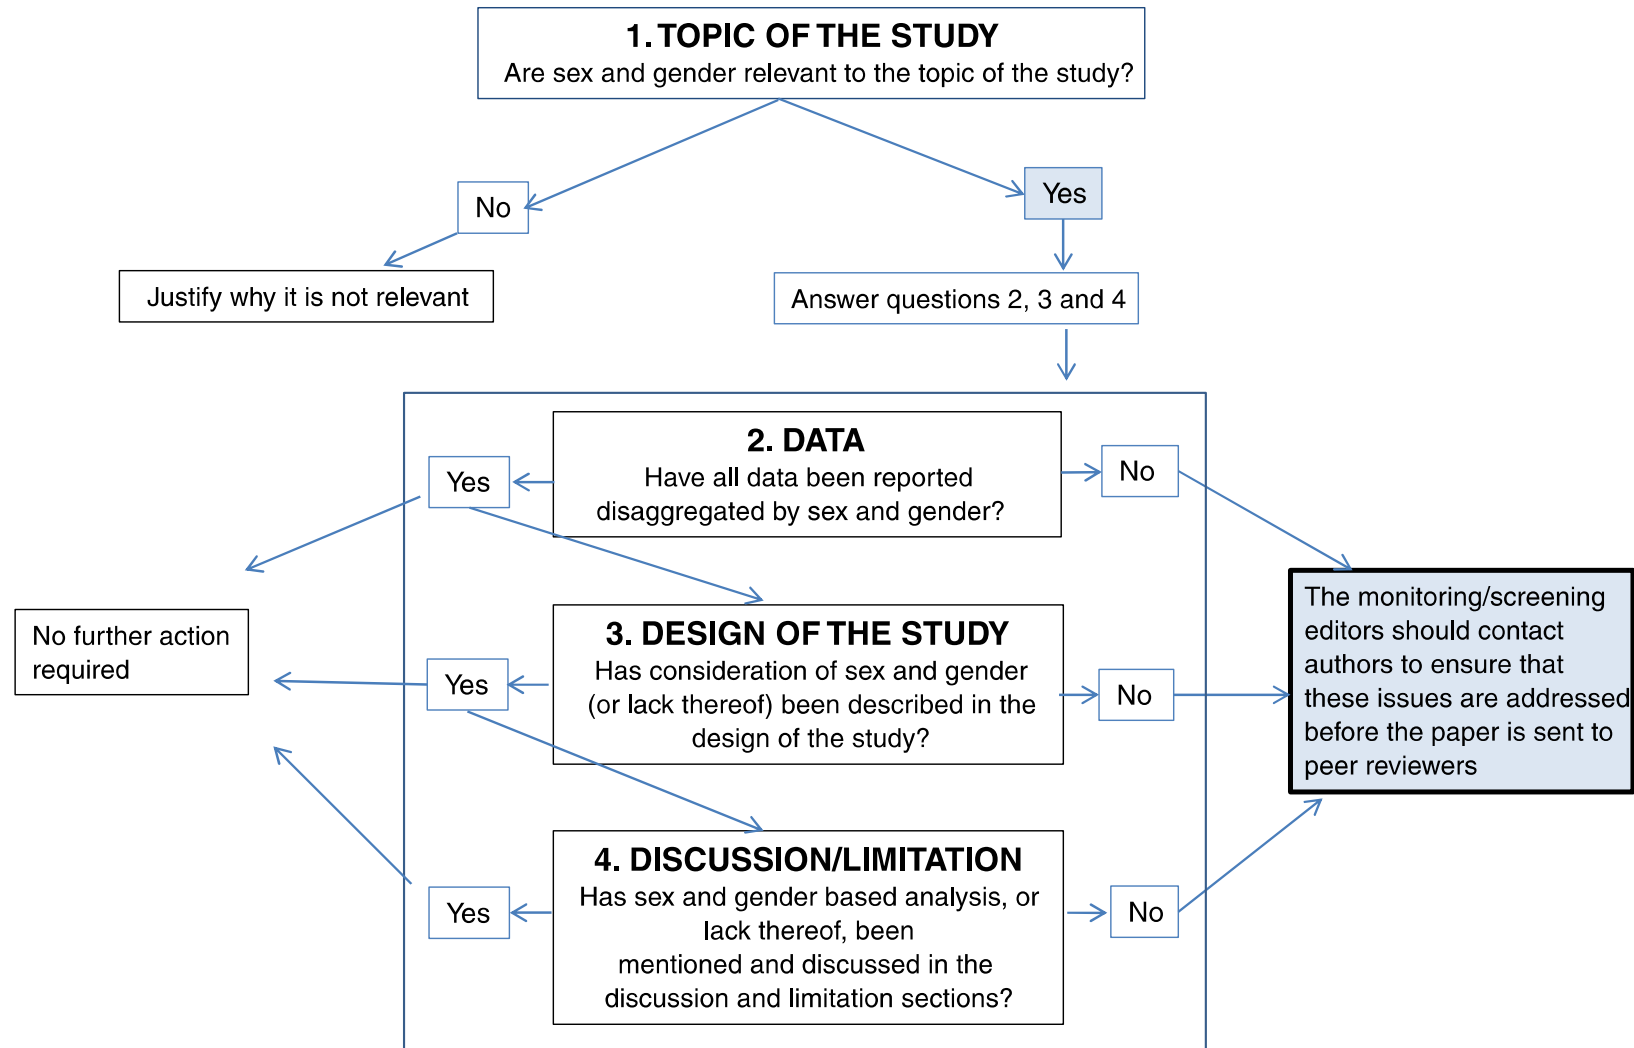 1. TOPIC OF THE STUDY
Are sex and gender relevant to the topic of the study?
No
Yes
Justify why it is not relevant
Answer questions 2, 3 and 4
2. DATA
Have all data been reported
disaggregated by sex and gender?
Yes
No
No further action
required
3. DESIGN OF THE STUDY
Has consideration of sex and gender
(or lack thereof) been described in the
design of the study?
Yes
No
The monitoring/screening
editors should contact
authors to ensure that
these issues are addressed
before the paper is sent to
peer reviewers
4. DISCUSSION/LIMITATION
Has sex and gender based analysis, or
lack thereof, been
mentioned and discussed in the
discussion and limitation sections?
Yes
No